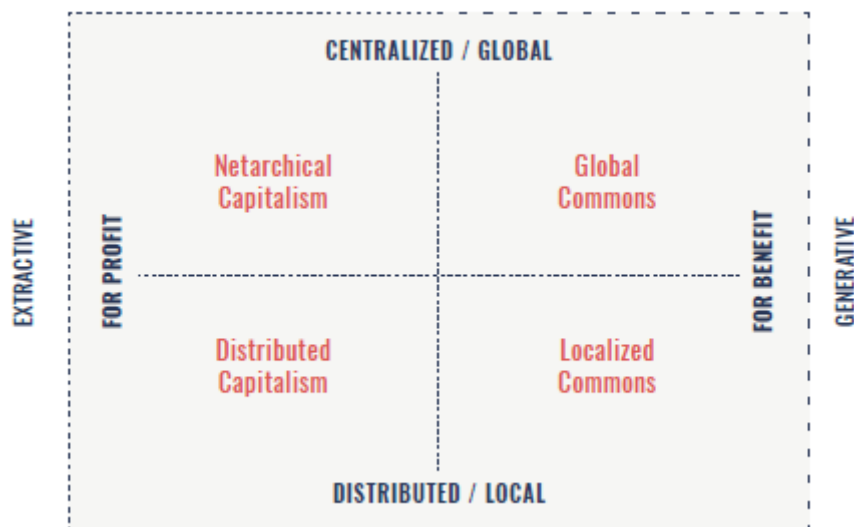 CENTRALIZED / GLOBAL
Netarchical
Capitalism
Global
Commons
EXTRACTIVE
FOR PROFIT
FOR BENEFIT
GENERATIVE
Distributed
Capitalism
Localized
Commons
DISTRIBUTED / LOCAL